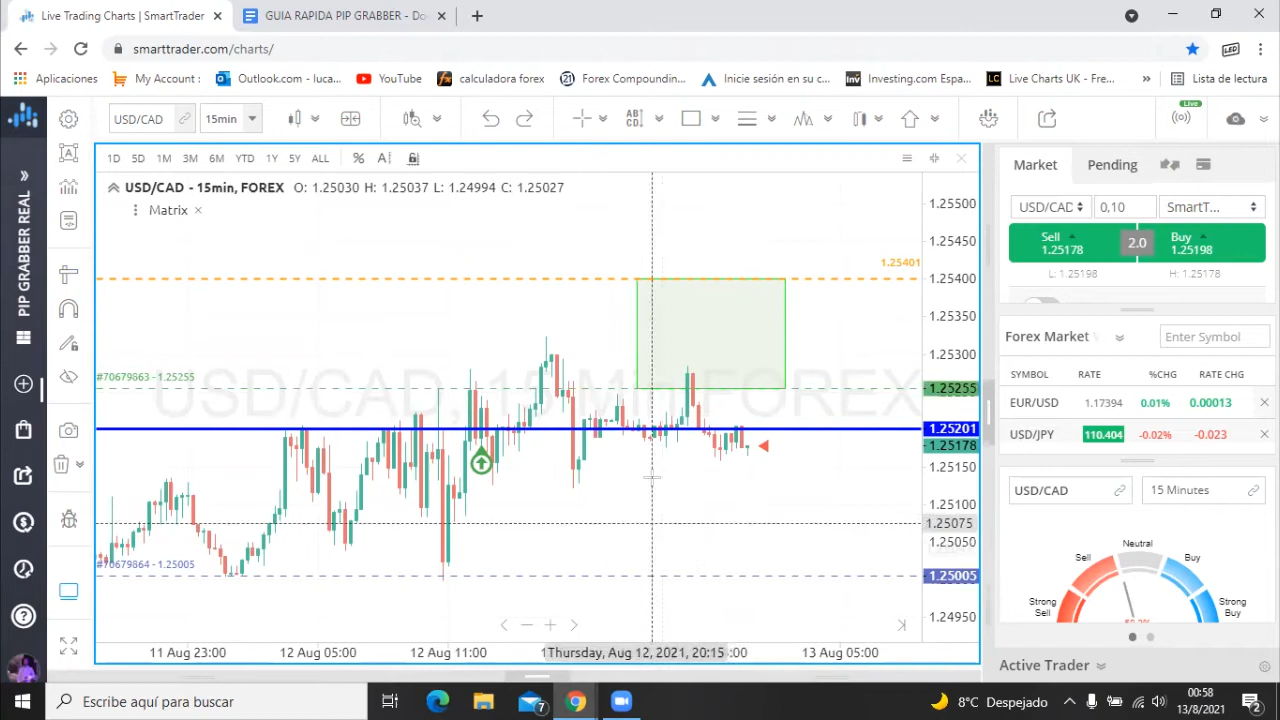 Live Trading Charts | SmartTrader
GUIA RAPIDA PIP GRABBER - Do
smarttrader.com/charts/
Aplicaciones
My Account :
Outlook.com - luca...
YouTube
calculadora forex
Forex Compoundin...
Inicie sesión en su c...
Investing.com Espa...
Live Charts UK - Fre...
»
Lista de lectura
USD/CAD
15min
Live
1D 5D 1M 3M 6M YTD 1Y 5Y ALL
USD/CAD - 15min, FOREX O: 1.25030 H: 1.25037 L: 1.24994 C: 1.25027
Matrix ×
PIP GRABBER REAL
USD/CAD, 15 Min, FOREX
1.25401
#70679863 - 1.25255
#70679864 - 1.25005
1.25500
1.25450
1.25400
1.25350
1.25300
1.25255
1.25201
1.25178
1.25150
1.25100
1.25075
1.25050
1.25005
1.24950
11 Aug 23:00
12 Aug 05:00
12 Aug 11:00
Thursday, Aug 12, 2021, 20:15
:00
13 Aug 05:00
Market Pending
USD/CAD 0,10 SmartT...
Sell Buy
1.25178 2.0 1.25198
L: 1.25198 H: 1.25178
Forex Market Enter Symbol
SYMBOL RATE %CHG RATE CHG
EUR/USD 1.17394 0.01% 0.00013
USD/JPY 110.404 -0.02% -0.023
USD/CAD 15 Minutes
Neutral
Sell Buy
Strong Sell
Strong Buy
Active Trader
Escribe aquí para buscar
7
8°C Despejado
00:58
13/8/2021
2